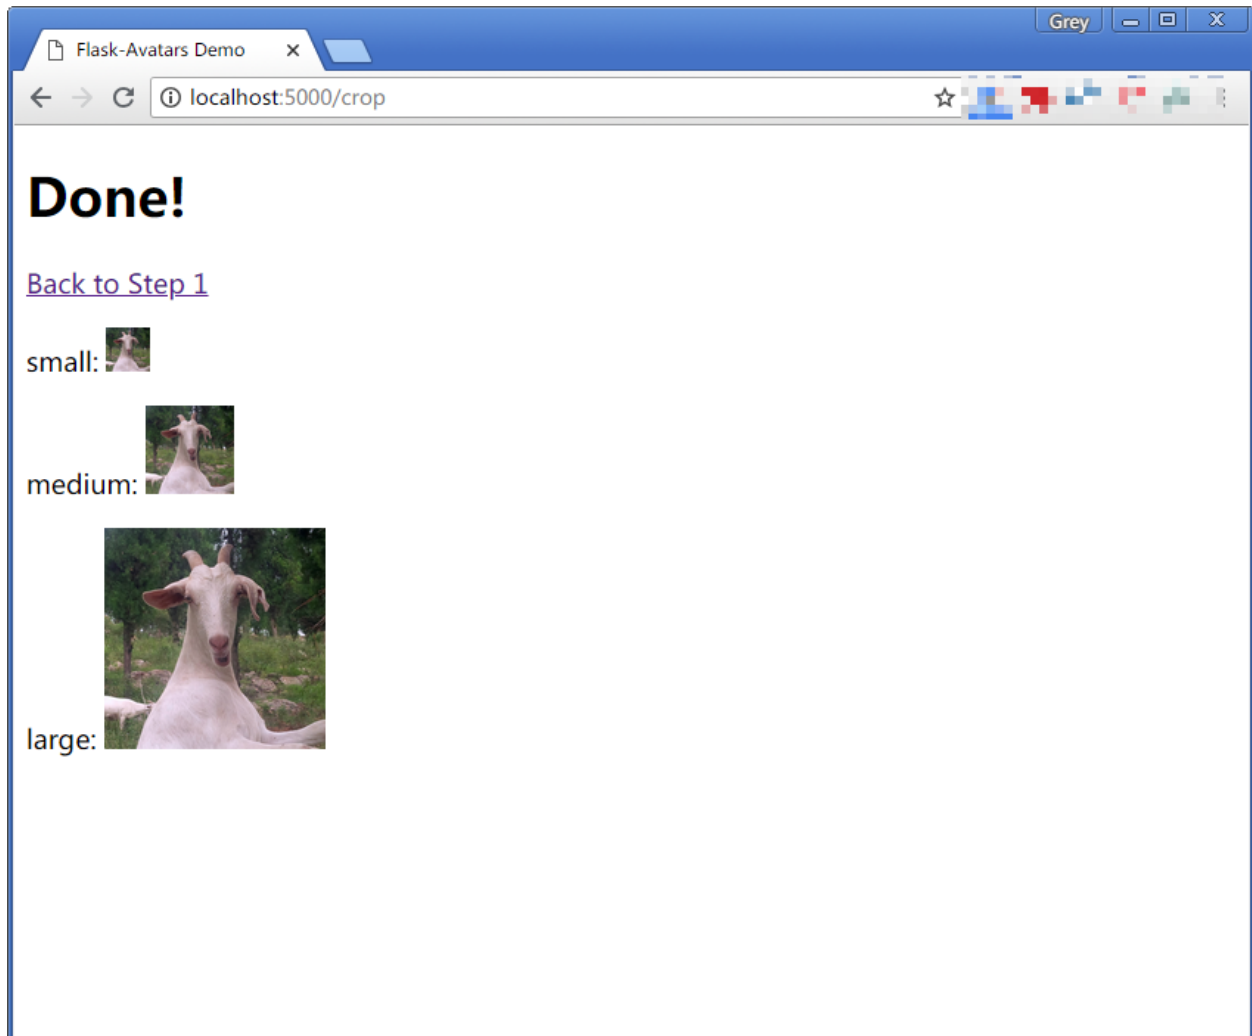 Grey
Flask-Avatars Demo
localhost:5000/crop
Done!
Back to Step 1
small:
medium:
large: